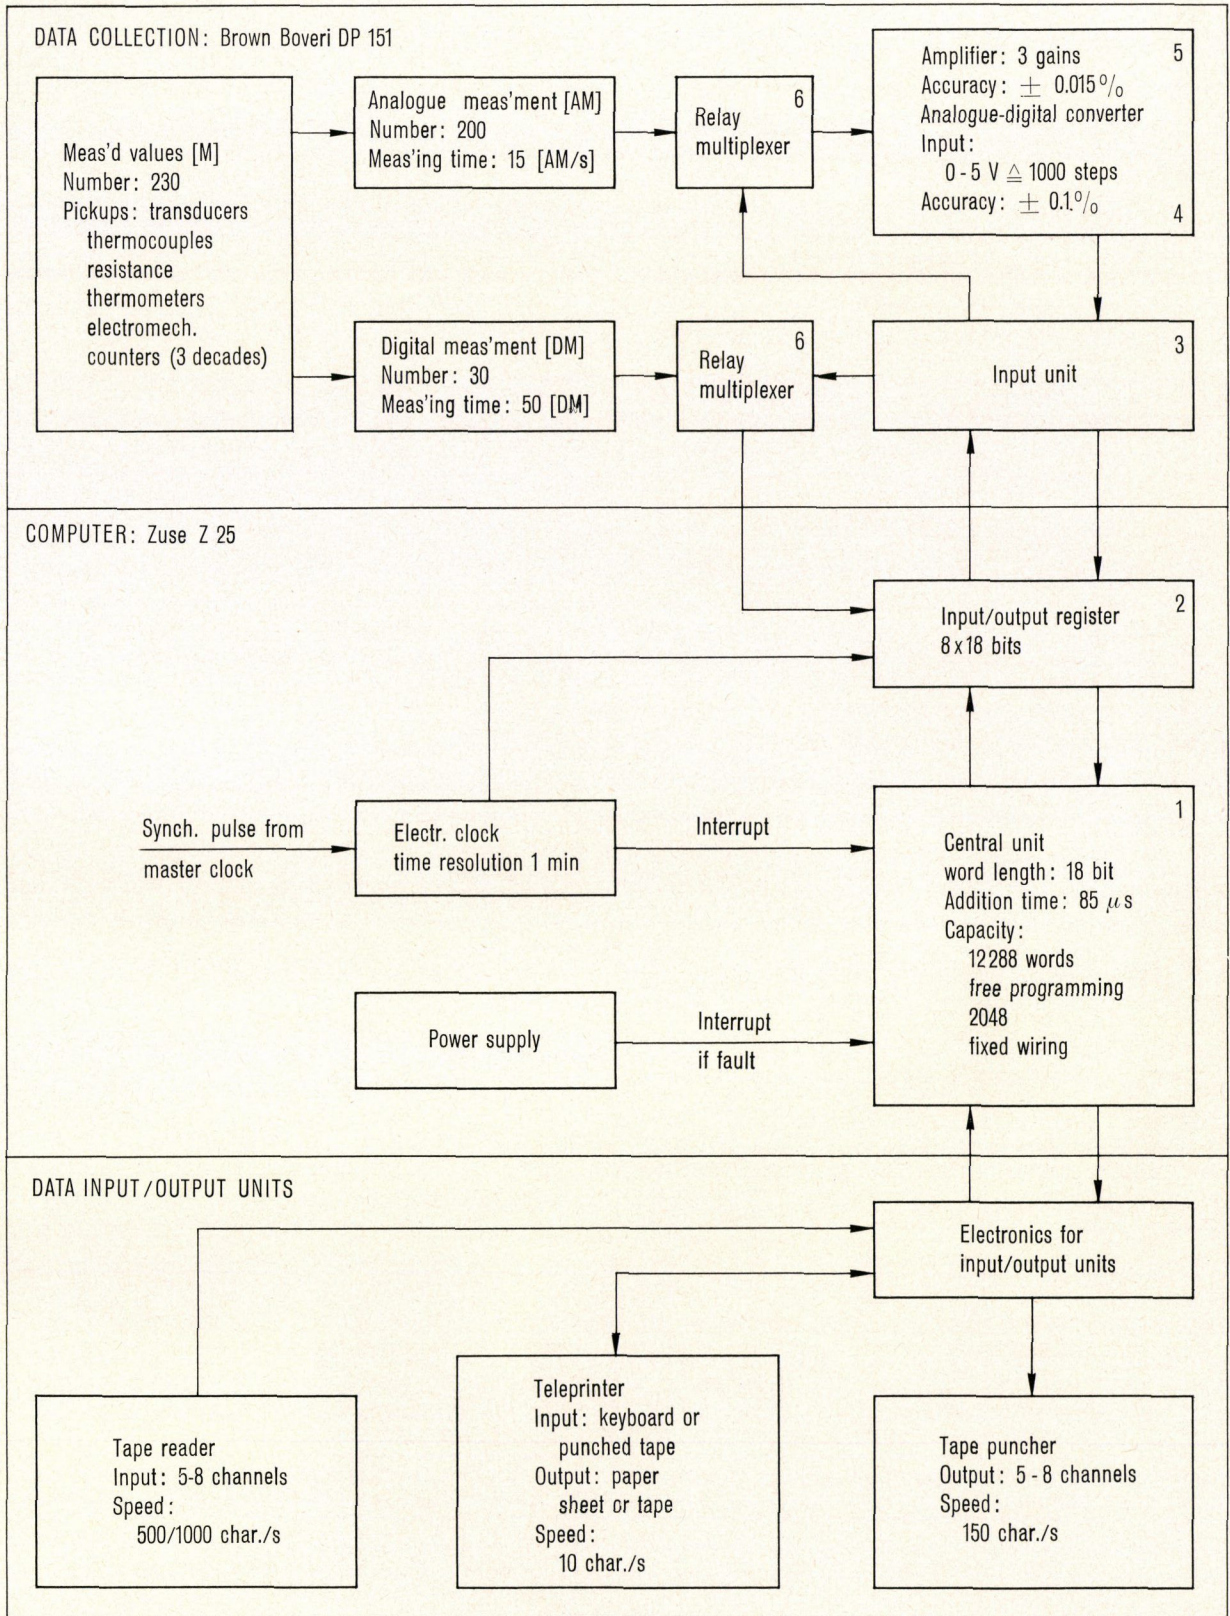 DATA COLLECTION: Brown Boveri DP 151
Meas'd values [M]
Number: 230
Pickups: transducers
thermocouples
resistance
thermometers
electromech.
counters (3 decades)
Analogue meas'ment [AM]
Number: 200
Meas'ing time: 15 [AM/s]
6
Relay
multiplexer
5
Amplifier: 3 gains
Accuracy: ± 0.015%
Analogue-digital converter
Input:
0-5 V ≙ 1000 steps
Accuracy: ± 0.1.%
4
Digital meas'ment [DM]
Number: 30
Meas'ing time: 50 [DM]
6
Relay
multiplexer
3
Input unit
COMPUTER: Zuse Z 25
2
Input/output register
8x18 bits
Synch. pulse from
master clock
Electr. clock
time resolution 1 min
Interrupt
1
Central unit
word length: 18 bit
Addition time: 85 μs
Capacity:
12288 words
free programming
2048
fixed wiring
Power supply
Interrupt
if fault
DATA INPUT/OUTPUT UNITS
Electronics for
input/output units
Tape reader
Input: 5-8 channels
Speed:
500/1000 char./s
Teleprinter
Input: keyboard or
punched tape
Output: paper
sheet or tape
Speed:
10 char./s
Tape puncher
Output: 5-8 channels
Speed:
150 char./s